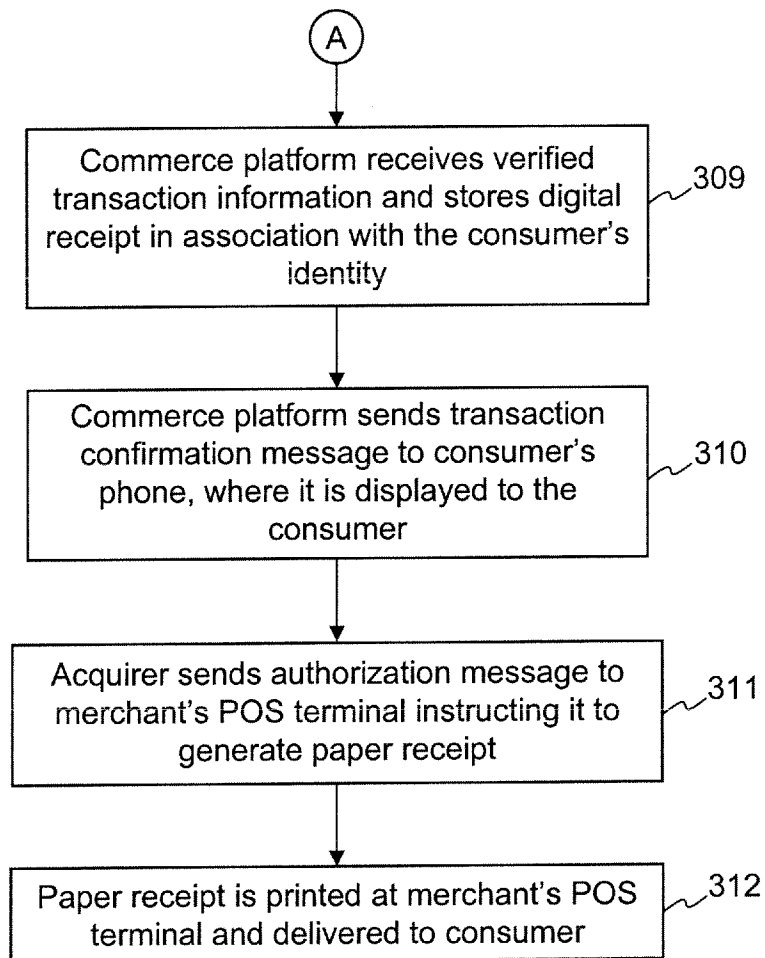 A
Commerce platform receives verified
transaction information and stores digital
receipt in association with the consumer's
identity
309
Commerce platform sends transaction
confirmation message to consumer's
phone, where it is displayed to the
consumer
310
Acquirer sends authorization message to
merchant's POS terminal instructing it to
generate paper receipt
311
Paper receipt is printed at merchant's POS
terminal and delivered to consumer
312